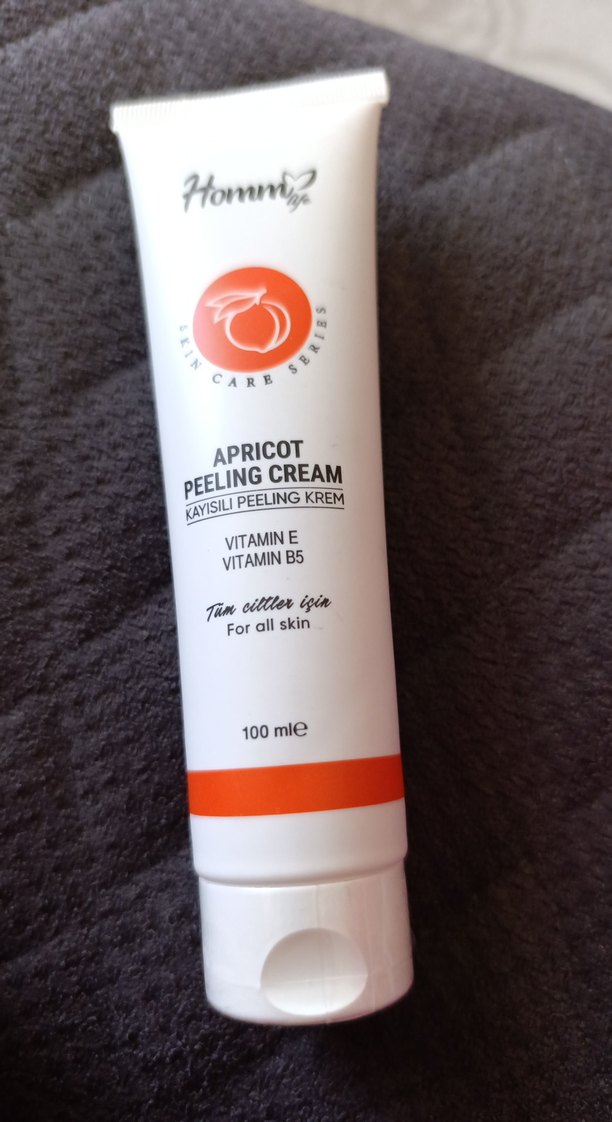 Homm life
SKIN CARE SERIES
APRICOT
PEELING CREAM
KAYISILI PEELING KREM
VITAMIN E
VITAMIN B5
Tüm ciltler için
For all skin
100 ml℮